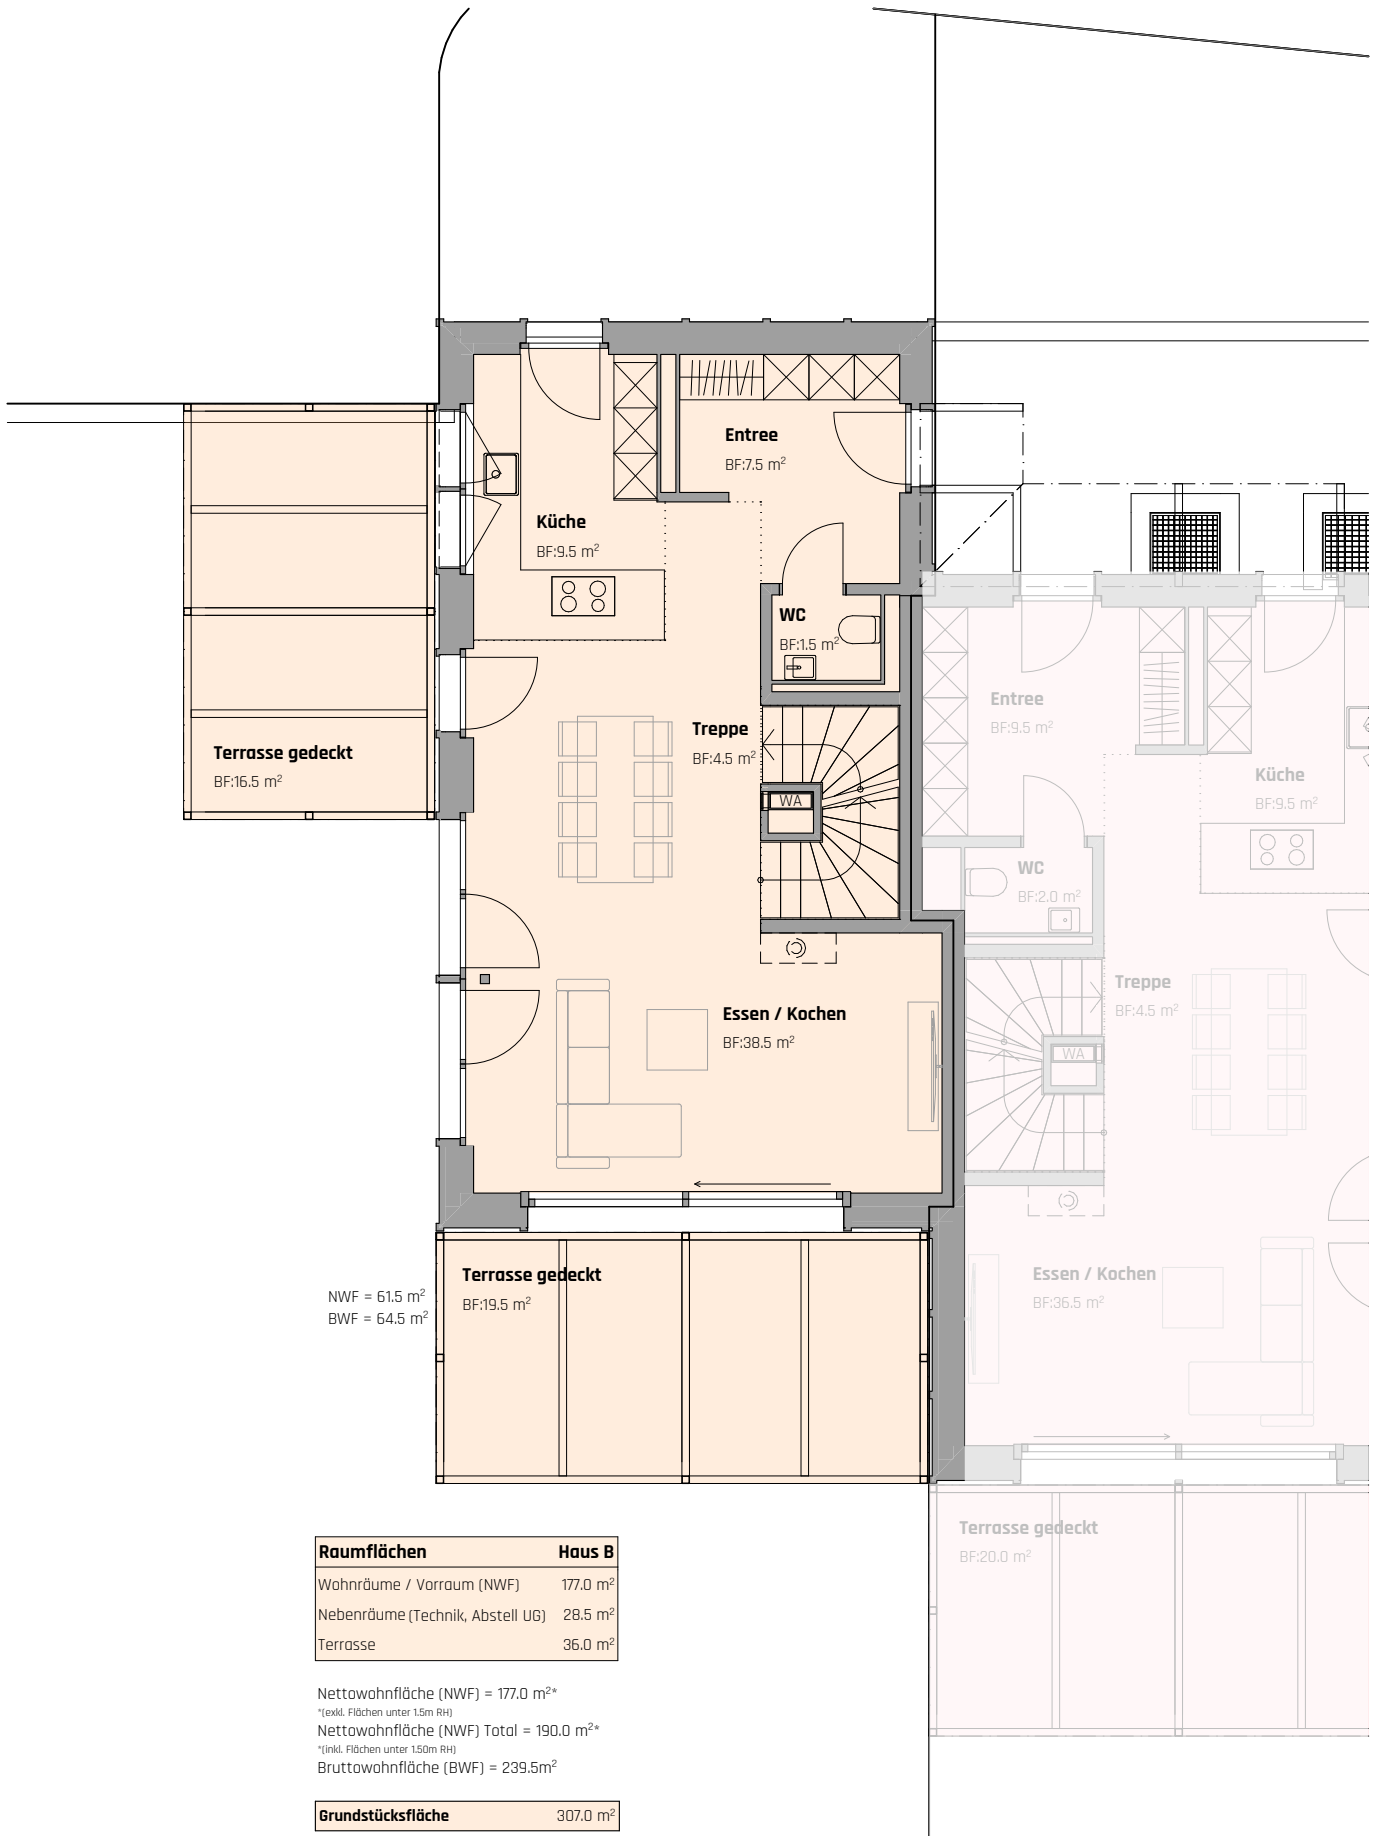 Entree
BF:7.5 m²
Küche
BF:9.5 m²
WC
BF:1.5 m²
Treppe
BF:4.5 m²
WA
Terrasse gedeckt
BF:16.5 m²
Essen / Kochen
BF:38.5 m²
Terrasse gedeckt
BF:19.5 m²
NWF = 61.5 m²
BWF = 64.5 m²
Entree
BF:9.5 m²
Küche
BF:9.5 m²
WC
BF:2.0 m²
Treppe
BF:4.5 m²
WA
Essen / Kochen
BF:36.5 m²
Terrasse gedeckt
BF:20.0 m²
Raumflächen Haus B
Wohnräume / Vorraum (NWF) 177.0 m²
Nebenräume (Technik, Abstell UG) 28.5 m²
Terrasse 36.0 m²
Nettowohnfläche (NWF) = 177.0 m²*
*(exkl. Flächen unter 1.5m RH)
Nettowohnfläche (NWF) Total = 190.0 m²*
*(inkl. Flächen unter 1.50m RH)
Bruttowohnfläche (BWF) = 239.5m²
Grundstücksfläche 307.0 m²